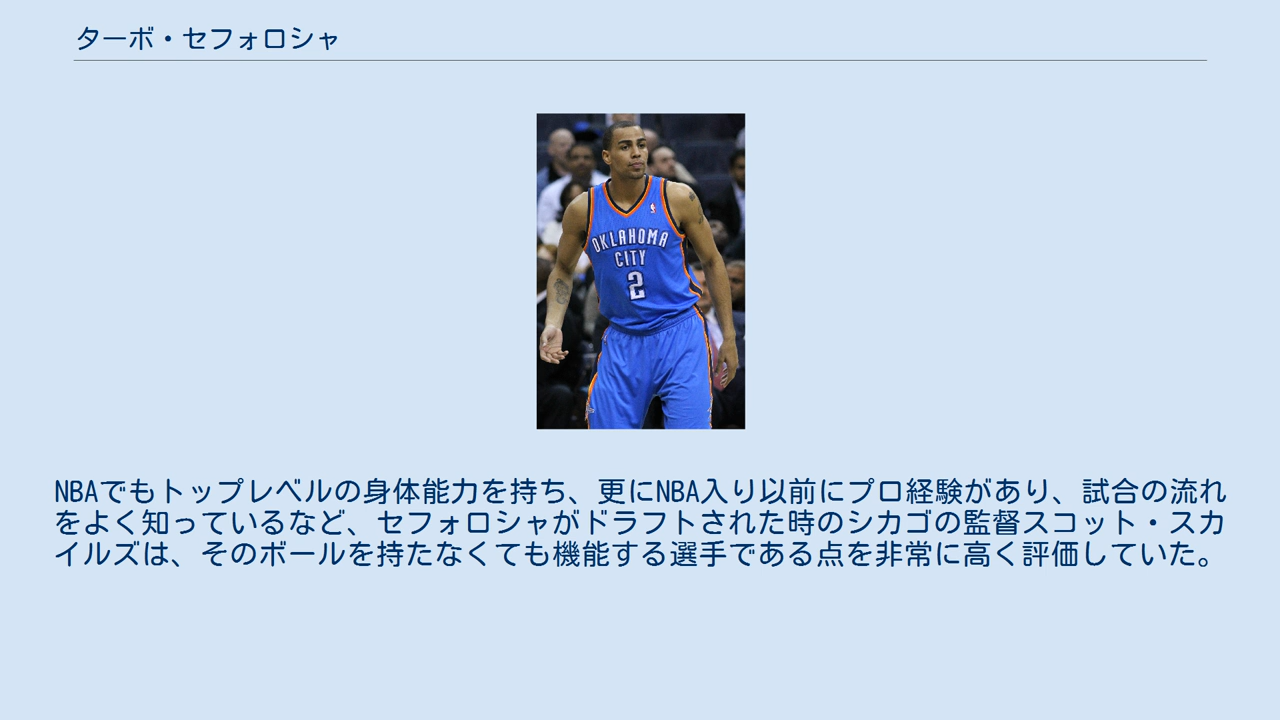 ターボ・セフォロシャ
OKLAHOMA
CITY
2
NBAでもトップレベルの身体能力を持ち、更にNBA入り以前にプロ経験があり、試合の流れ
をよく知っているなど、セフォロシャがドラフトされた時のシカゴの監督スコット・スカ
イルズは、そのボールを持たなくても機能する選手である点を非常に高く評価していた。